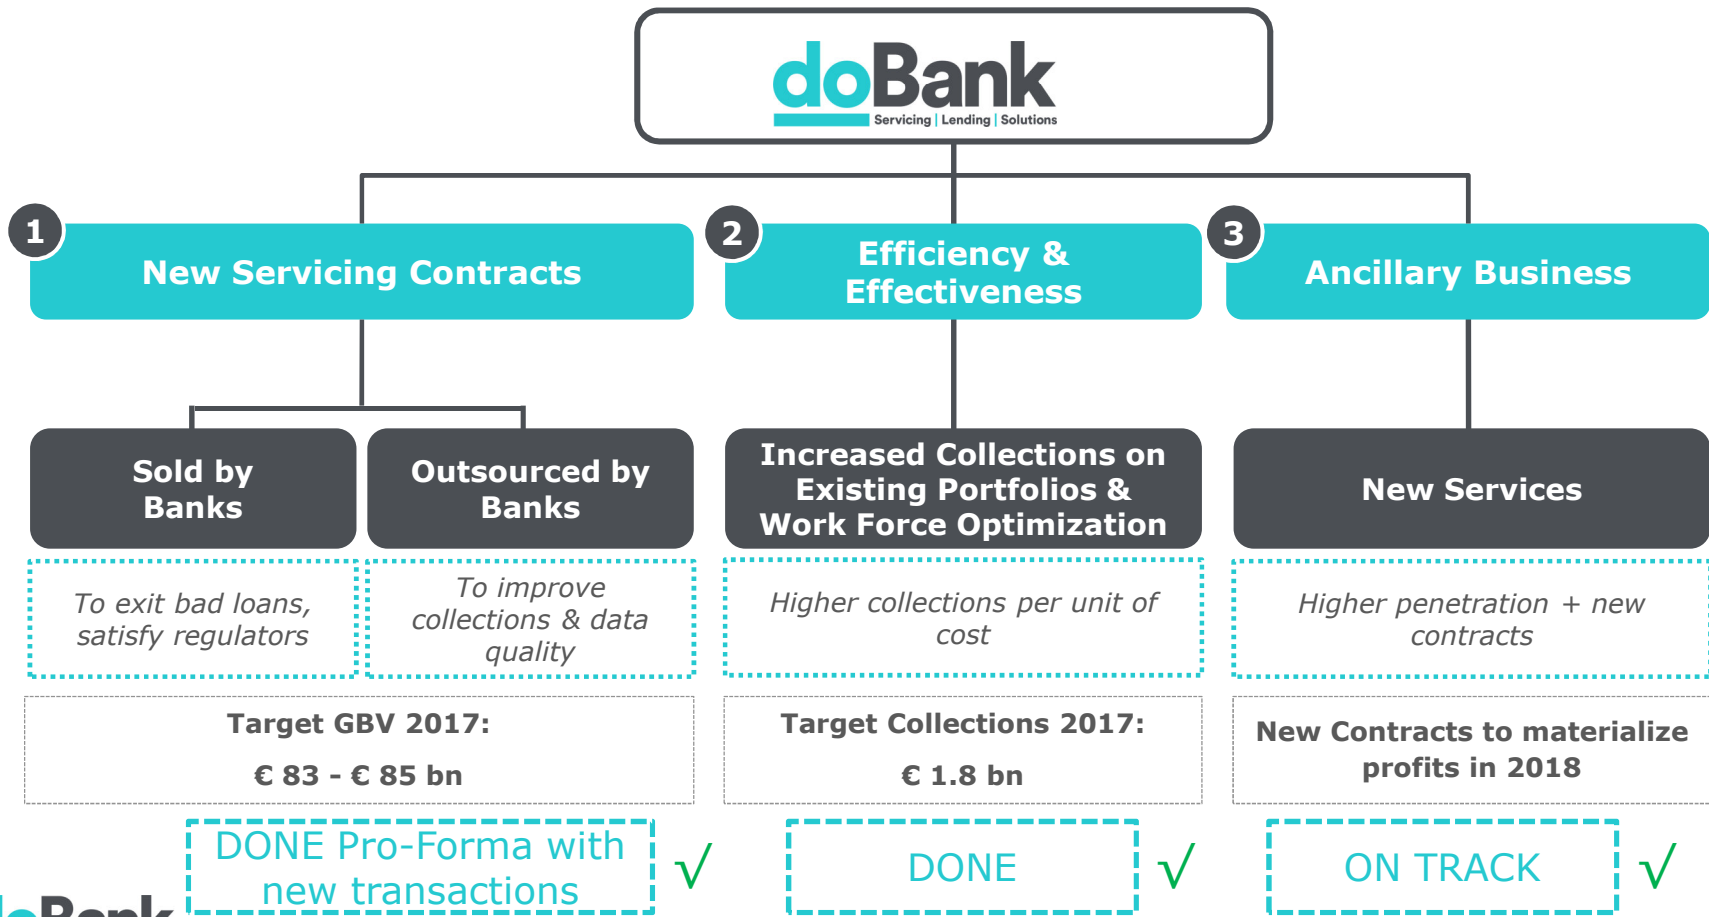 doBank
Servicing | Lending | Solutions
1
New Servicing Contracts
2
Efficiency &
Effectiveness
3
Ancillary Business
Sold by
Banks
Outsourced by
Banks
Increased Collections on
Existing Portfolios &
Work Force Optimization
New Services
To exit bad loans,
satisfy regulators
To improve
collections & data
quality
Higher collections per unit of
cost
Higher penetration + new
contracts
Target GBV 2017:
€ 83 - € 85 bn
Target Collections 2017:
€ 1.8 bn
New Contracts to materialize
profits in 2018
DONE Pro-Forma with
new transactions
√
DONE
√
ON TRACK
√
doBank